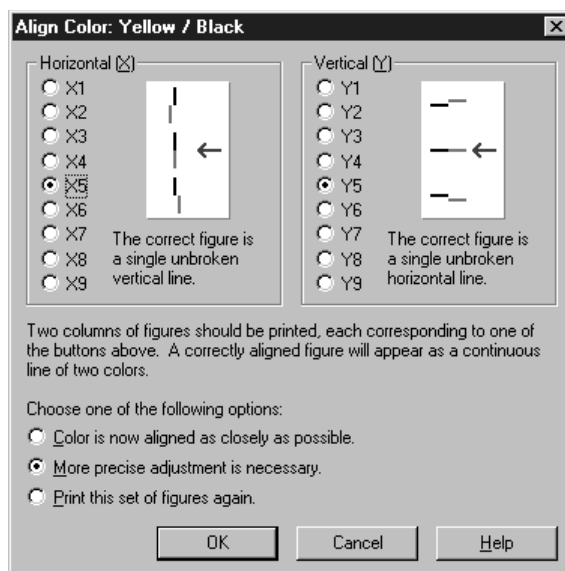 Align Color: Yellow / Black
Horizontal (X)
X1
X2
X3
X4
X5
X6
X7
X8
X9
The correct figure is
a single unbroken
vertical line.
Vertical (Y)
Y1
Y2
Y3
Y4
Y5
Y6
Y7
Y8
Y9
The correct figure is
a single unbroken
horizontal line.
Two columns of figures should be printed, each corresponding to one of
the buttons above. A correctly aligned figure will appear as a continuous
line of two colors.
Choose one of the following options:
Color is now aligned as closely as possible.
More precise adjustment is necessary.
Print this set of figures again.
OK
Cancel
Help